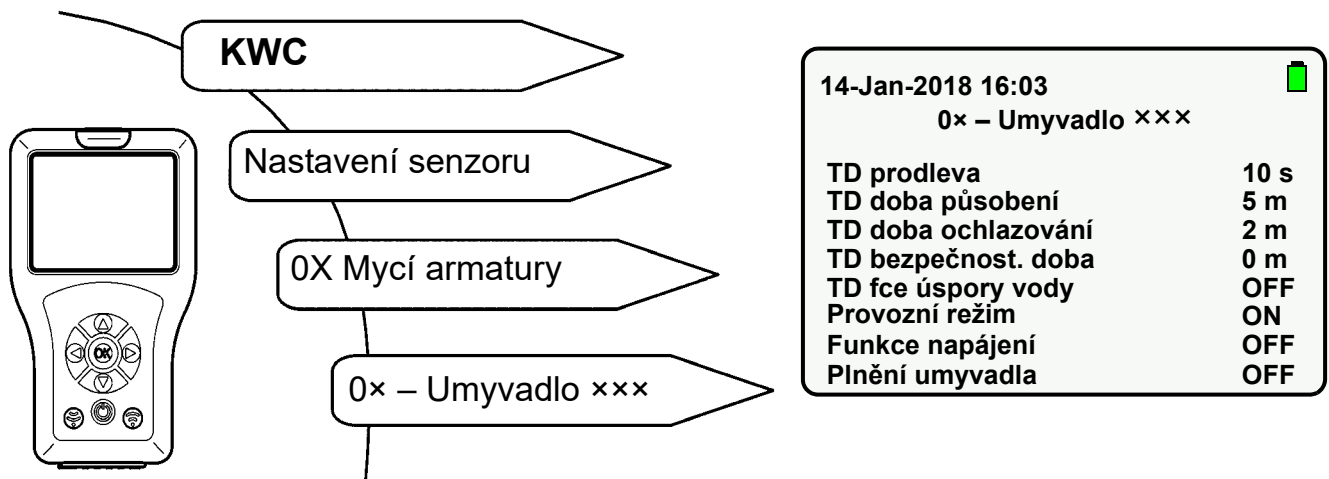 KWC
Nastavení senzoru
0X Mycí armatury
0× – Umyvadlo ×××
OK
14-Jan-2018 16:03
0× – Umyvadlo ×××
TD prodleva 10 s
TD doba působení 5 m
TD doba ochlazování 2 m
TD bezpečnost. doba 0 m
TD fce úspory vody OFF
Provozní režim ON
Funkce napájení OFF
Plnění umyvadla OFF